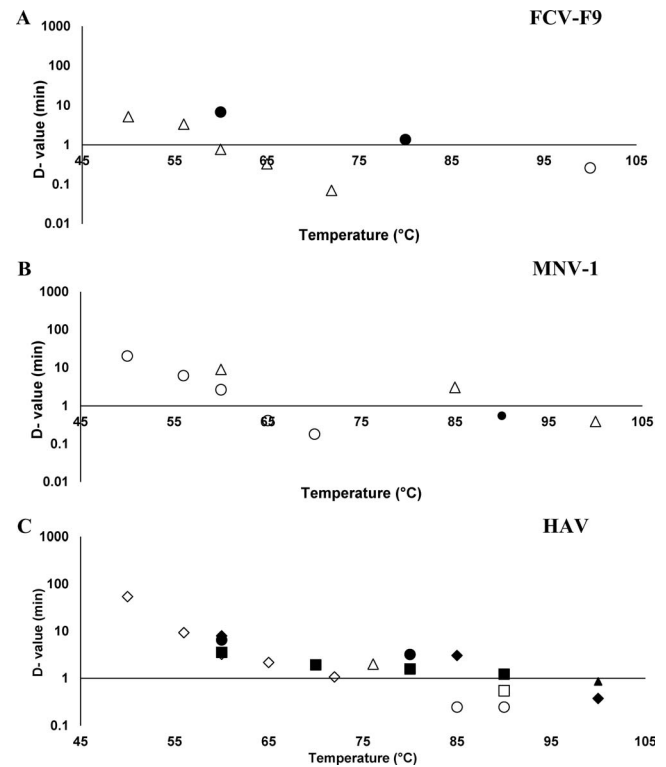 A
FCV-F9
1000
100
10
1
0.1
0.01
D- value (min)
45 55 65 75 85 95 105
Temperature (°C)
B
MNV-1
1000
100
10
1
0.1
0.01
D- value (min)
45 55 65 75 85 95 105
Temperature (°C)
C
HAV
1000
100
10
1
0.1
D- value (min)
45 55 65 75 85 95 105
Temperature (°C)